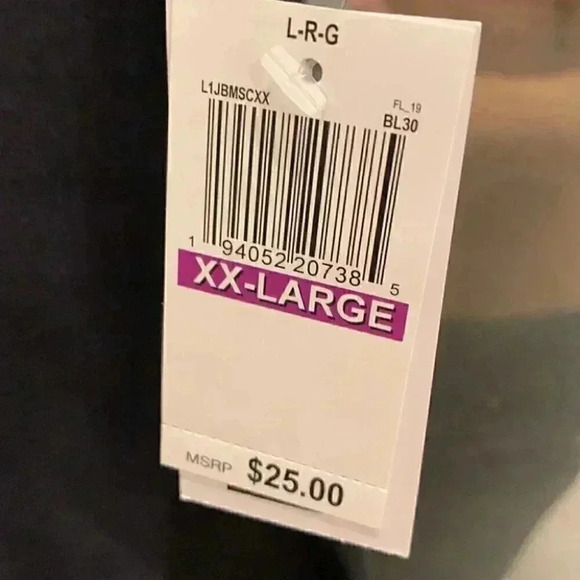 L-R-G
L1JBMSCXX
FL_19
BL30
1 94052 20738 5
XX-LARGE
MSRP $25.00